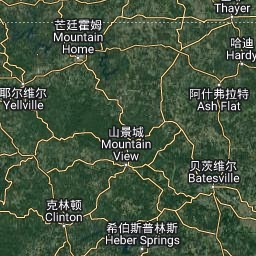 Thayer
芒廷霍姆
Mountain
Home
哈迪
Hardy
耶尔维尔
Yellville
阿什弗拉特
Ash Flat
山景城
Mountain
View
贝茨维尔
Batesville
克林顿
Clinton
希伯斯普林斯
Heber Springs